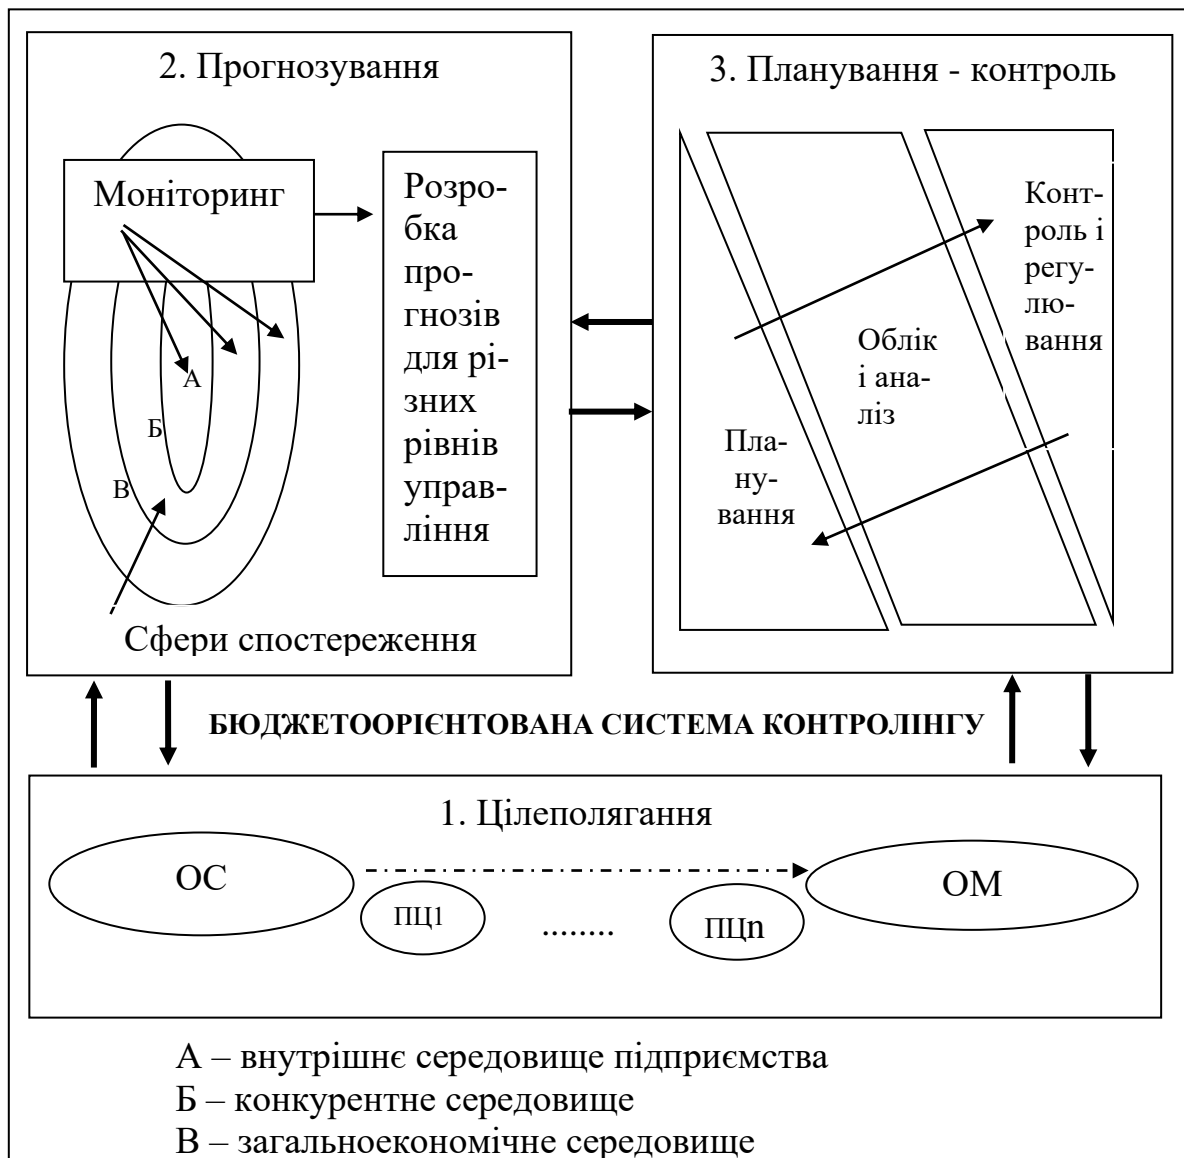 2. Прогнозування
Моніторинг
А
Б
В
Сфери спостереження
Розро-
бка
про-
гнозів
для рі-
зних
рівнів
управ-
ління
3. Планування - контроль
Пла-
ну-
вання
Облік
і ана-
ліз
Конт-
роль і
регу-
лю-
вання
БЮДЖЕТООРІЄНТОВАНА СИСТЕМА КОНТРОЛІНГУ
1. Цілеполягання
ОС
ПЦ1
........
ПЦn
ОМ
А – внутрішнє середовище підприємства
Б – конкурентне середовище
В – загальноекономічне середовище